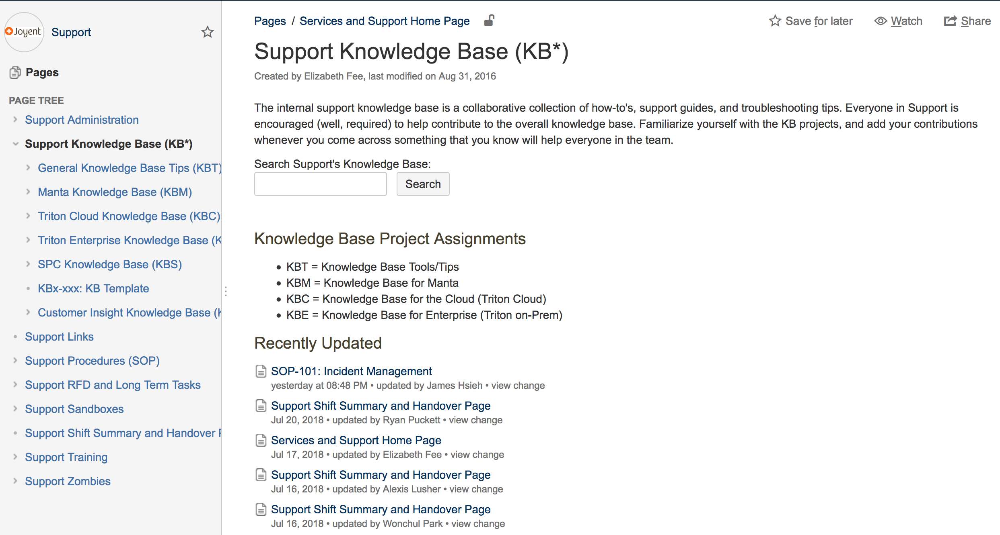 Joyent
Support
Pages
PAGE TREE
Support Administration
Support Knowledge Base (KB*)
General Knowledge Base Tips (KBT)
Manta Knowledge Base (KBM)
Triton Cloud Knowledge Base (KBC)
Triton Enterprise Knowledge Base (K
SPC Knowledge Base (KBS)
KBx-xxx: KB Template
Customer Insight Knowledge Base (K
Support Links
Support Procedures (SOP)
Support RFD and Long Term Tasks
Support Sandboxes
Support Shift Summary and Handover
Support Training
Support Zombies
Pages / Services and Support Home Page
Save for later Watch Share
Support Knowledge Base (KB*)
Created by Elizabeth Fee, last modified on Aug 31, 2016
The internal support knowledge base is a collaborative collection of how-to's, support guides, and troubleshooting tips. Everyone in Support is
encouraged (well, required) to help contribute to the overall knowledge base. Familiarize yourself with the KB projects, and add your contributions
whenever you come across something that you know will help everyone in the team.
Search Support's Knowledge Base:
Search
Knowledge Base Project Assignments
• KBT = Knowledge Base Tools/Tips
• KBM = Knowledge Base for Manta
• KBC = Knowledge Base for the Cloud (Triton Cloud)
• KBE = Knowledge Base for Enterprise (Triton on-Prem)
Recently Updated
SOP-101: Incident Management
yesterday at 08:48 PM • updated by James Hsieh • view change
Support Shift Summary and Handover Page
Jul 20, 2018 • updated by Ryan Puckett • view change
Services and Support Home Page
Jul 17, 2018 • updated by Elizabeth Fee • view change
Support Shift Summary and Handover Page
Jul 16, 2018 • updated by Alexis Lusher • view change
Support Shift Summary and Handover Page
Jul 16, 2018 • updated by Wonchul Park • view change